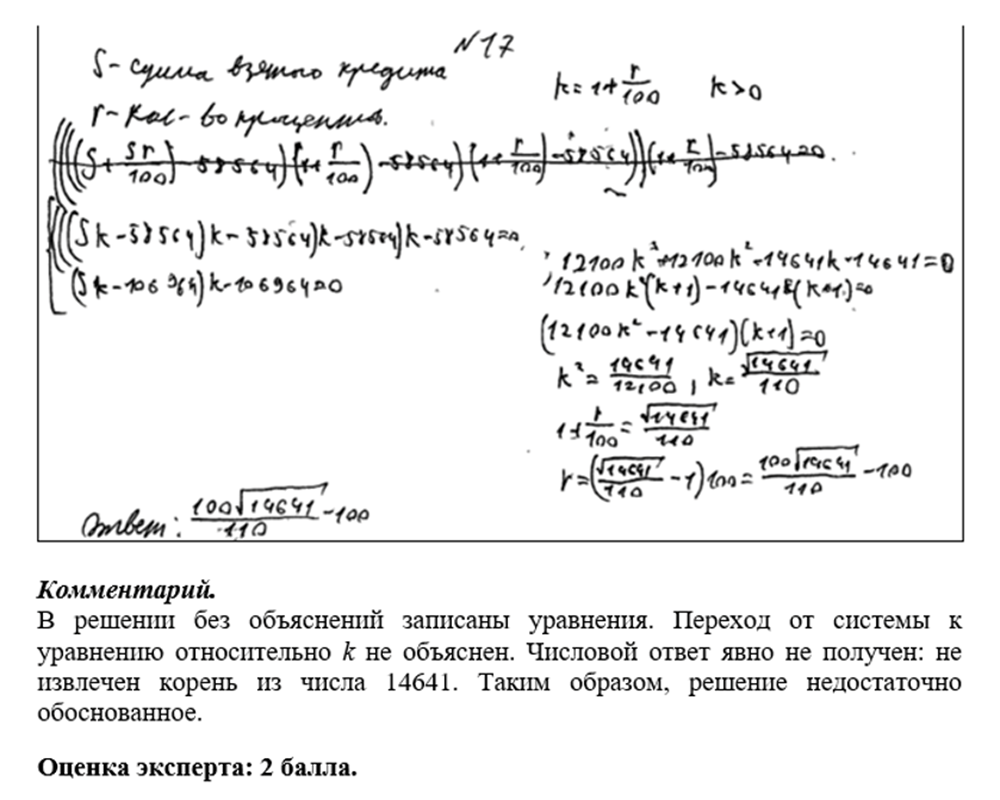 N17
S - сумма взятого кредита
k = 1 + r/100 k > 0
r - кол-во процентов.
((((S + Sr/100) - 58564)(1 + r/100) - 58564)(1 + r/100) - 58564))(1 + r/100) - 58564 = 0.
(((Sk - 58564)k - 58564)k - 58564)k - 58564 = 0,
(Sk - 106964)k - 106964 = 0
12100k³ + 12100k² - 14641k - 14641 = 0
12100k²(k+1) - 14641(k+1) = 0
(12100k² - 14641)(k+1) = 0
k² = 14641/12100, k = √14641/110
1 + r/100 = √14641/110
r = (√14641/110 - 1)100 = 100√14641/110 - 100
Ответ: 100√14641/110 - 100
Комментарий.
В решении без объяснений записаны уравнения. Переход от системы к
уравнению относительно k не объяснен. Числовой ответ явно не получен: не
извлечен корень из числа 14641. Таким образом, решение недостаточно
обоснованное.
Оценка эксперта: 2 балла.